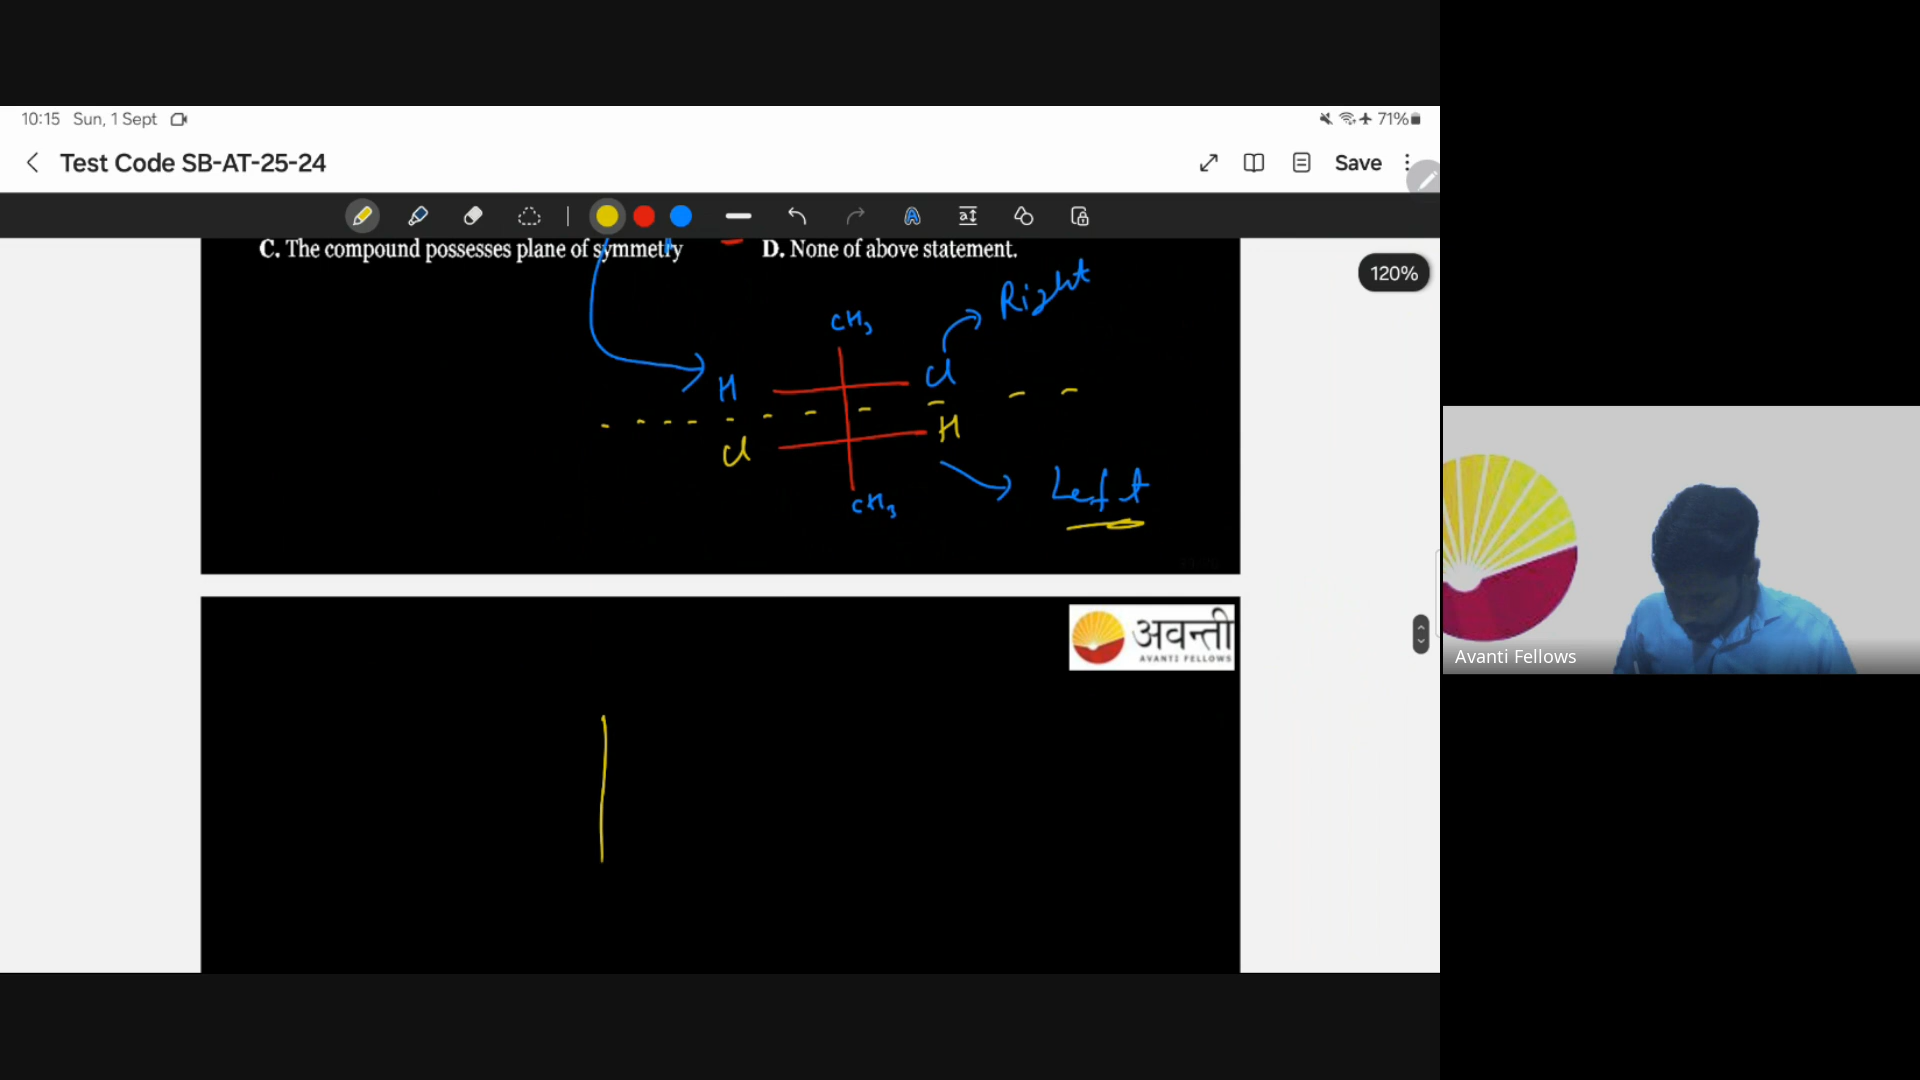 10:15 Sun, 1 Sept 71%
Test Code SB-AT-25-24 Save
C. The compound possesses plane of symmetry D. None of above statement.
120%
Right
CH3
H Cl
Cl H
Left
CH3
अवन्ती
AVANTI FELLOWS
Avanti Fellows